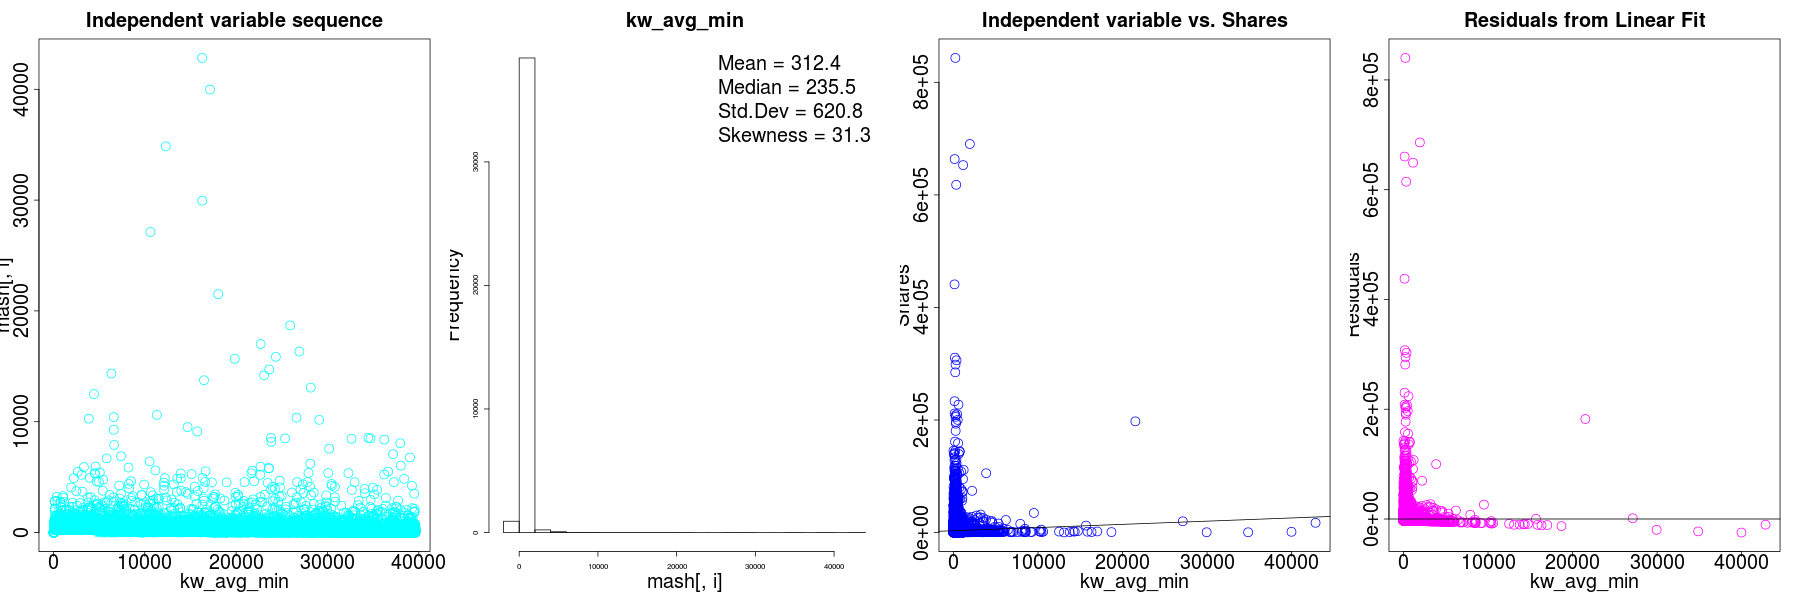 Independent variable sequence
mash[, i]
0
10000
20000
30000
40000
0
10000
20000
30000
40000
kw_avg_min
kw_avg_min
Mean = 312.4
Median = 235.5
Std.Dev = 620.8
Skewness = 31.3
Frequency
0
10000
20000
30000
0
10000
20000
30000
40000
mash[, i]
Independent variable vs. Shares
Shares
0e+00
2e+05
4e+05
6e+05
8e+05
0
10000
20000
30000
40000
kw_avg_min
Residuals from Linear Fit
Residuals
0e+00
2e+05
4e+05
6e+05
8e+05
0
10000
20000
30000
40000
kw_avg_min